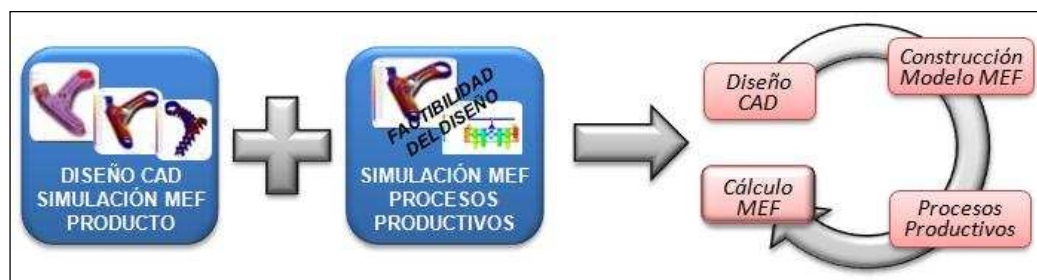 DISEÑO CAD
SIMULACIÓN MEF
PRODUCTO
FACTIBILIDAD
DEL DISEÑO
SIMULACIÓN MEF
PROCESOS
PRODUCTIVOS
Diseño
CAD
Construcción
Modelo MEF
Procesos
Productivos
Cálculo
MEF